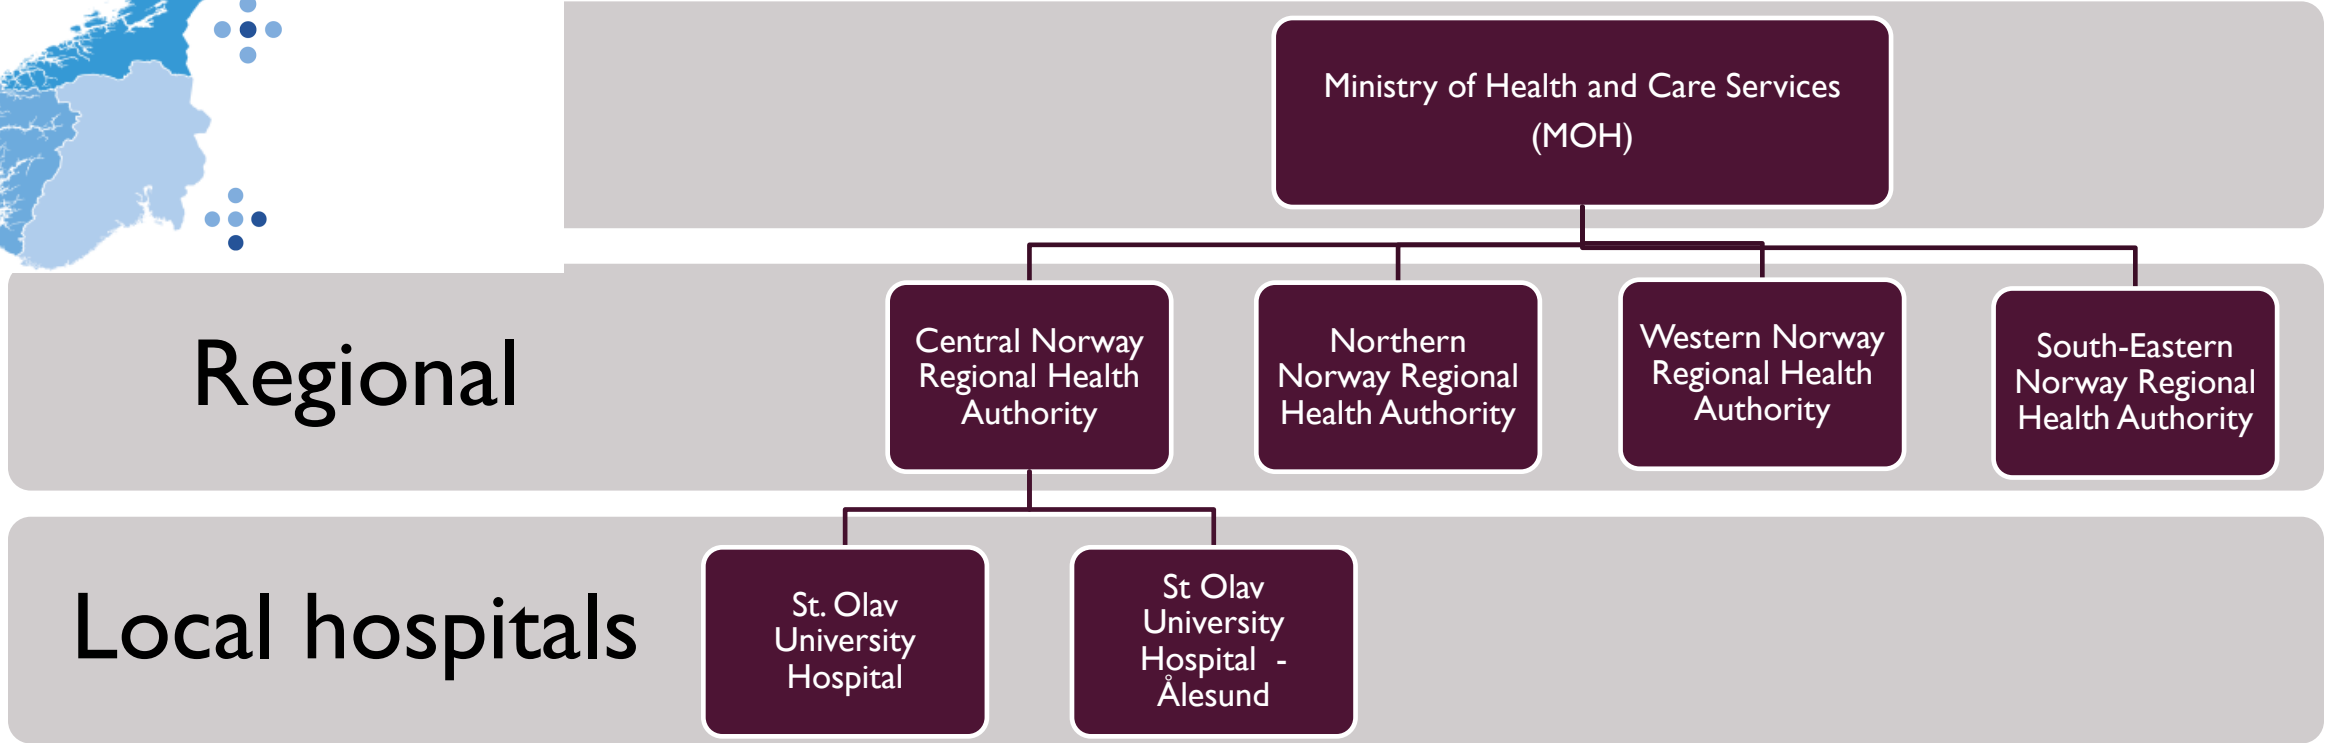 Ministry of Health and Care Services
(MOH)
Regional
Central Norway
Regional Health
Authority
Northern
Norway Regional
Health Authority
Western Norway
Regional Health
Authority
South-Eastern
Norway Regional
Health Authority
Local hospitals
St. Olav
University
Hospital
St Olav
University
Hospital -
Ålesund